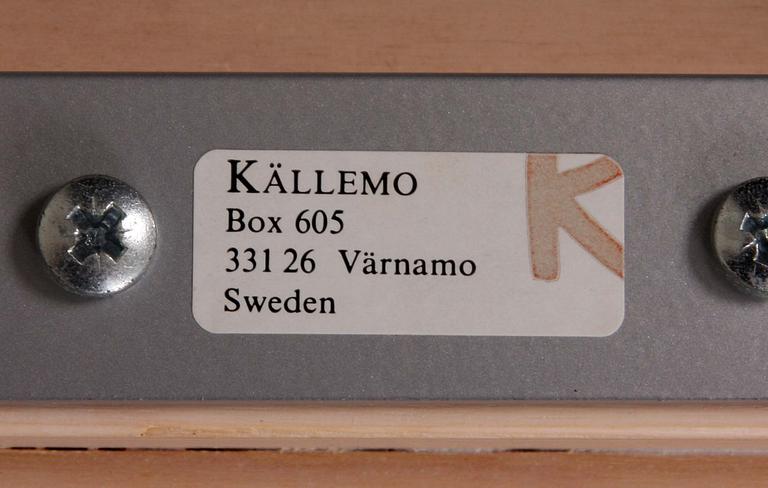 KÄLLEMO
Box 605
331 26 Värnamo
Sweden
K